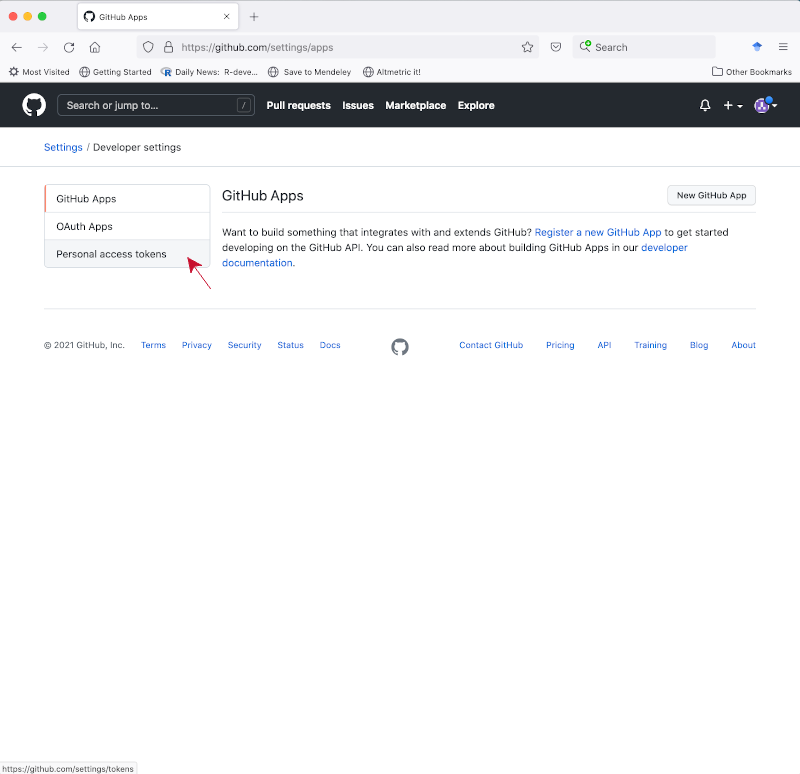 GitHub Apps
https://github.com/settings/apps
Search
Most Visited
Getting Started
Daily News: R-deve...
Save to Mendeley
Altmetric it!
Other Bookmarks
Search or jump to...
/
Pull requests
Issues
Marketplace
Explore
Settings / Developer settings
GitHub Apps
OAuth Apps
Personal access tokens
GitHub Apps
New GitHub App
Want to build something that integrates with and extends GitHub? Register a new GitHub App to get started
developing on the GitHub API. You can also read more about building GitHub Apps in our developer
documentation.
© 2021 GitHub, Inc.
Terms
Privacy
Security
Status
Docs
Contact GitHub
Pricing
API
Training
Blog
About
https://github.com/settings/tokens